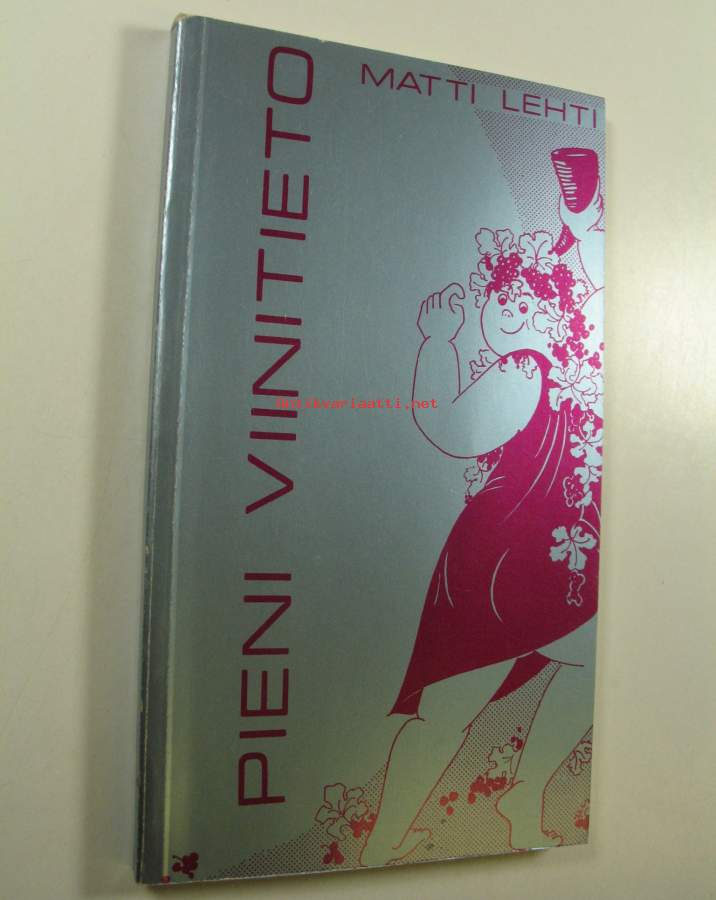 MATTI LEHTI
PIENI VIINITIETO
antikvariaatti.net